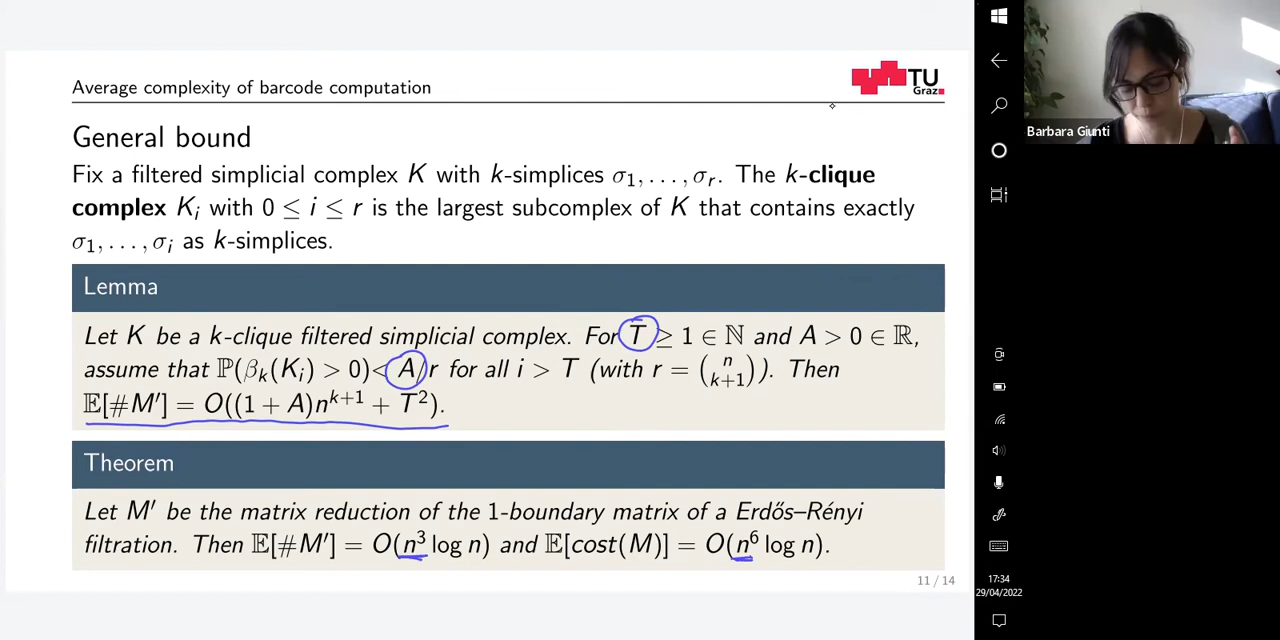 Average complexity of barcode computation
TU
Graz
General bound
Fix a filtered simplicial complex K with k-simplices σ₁, . . . , σᵣ. The k-clique
complex Kᵢ with 0 ≤ i ≤ r is the largest subcomplex of K that contains exactly
σ₁, . . . , σᵢ as k-simplices.
Lemma
Let K be a k-clique filtered simplicial complex. For T ≥ 1 ∈ ℕ and A > 0 ∈ ℝ,
assume that ℙ(βₖ(Kᵢ) > 0) < A/r for all i > T (with r = (n k+1)). Then
𝔼[#M′] = O((1 + A)nᵏ⁺¹ + T²).
Theorem
Let M′ be the matrix reduction of the 1-boundary matrix of a Erdős–Rényi
filtration. Then 𝔼[#M′] = O(n³ log n) and 𝔼[cost(M)] = O(n⁶ log n).
11 / 14
Barbara Giunti
17:34
29/04/2022